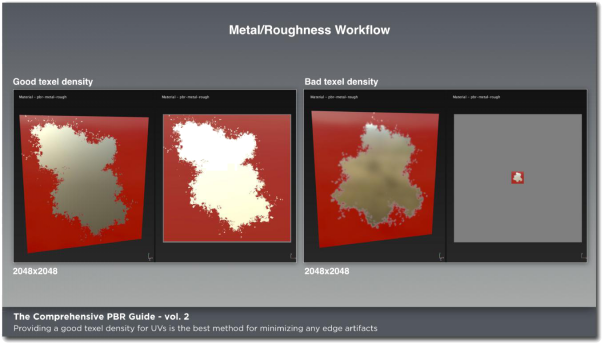 Metal/Roughness Workflow
Good texel density
Bad texel density
Material - pbr-metal-rough
Material - pbr-metal-rough
Material - pbr-metal-rough
Material - pbr-metal-rough
2048x2048
2048x2048
The Comprehensive PBR Guide - vol. 2
Providing a good texel density for UVs is the best method for minimizing any edge artifacts